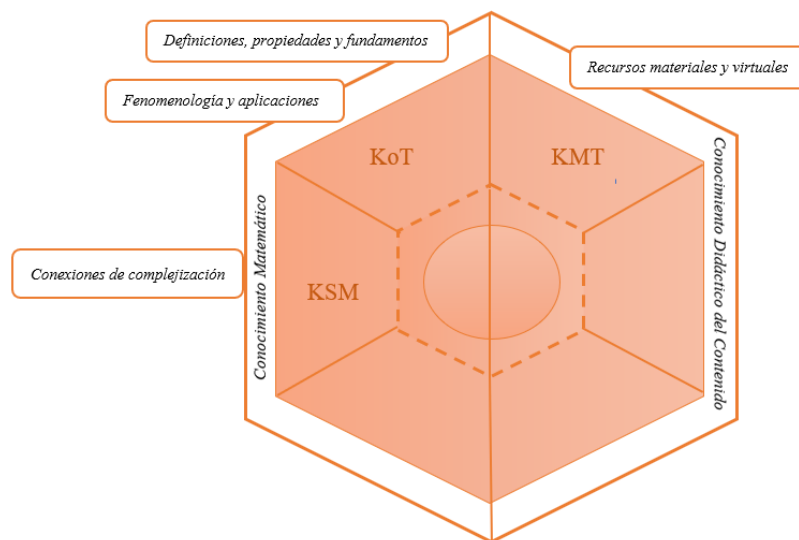 Definiciones, propiedades y fundamentos
Recursos materiales y virtuales
Fenomenología y aplicaciones
KoT
KMT
Conocimiento Matemático
Conocimiento Didáctico del Contenido
Conexiones de complejización
KSM